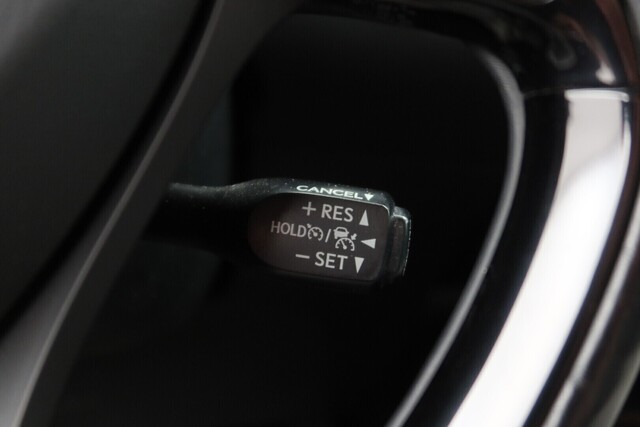 CANCEL
+ RES ▲
HOLD / ◀
− SET ▼